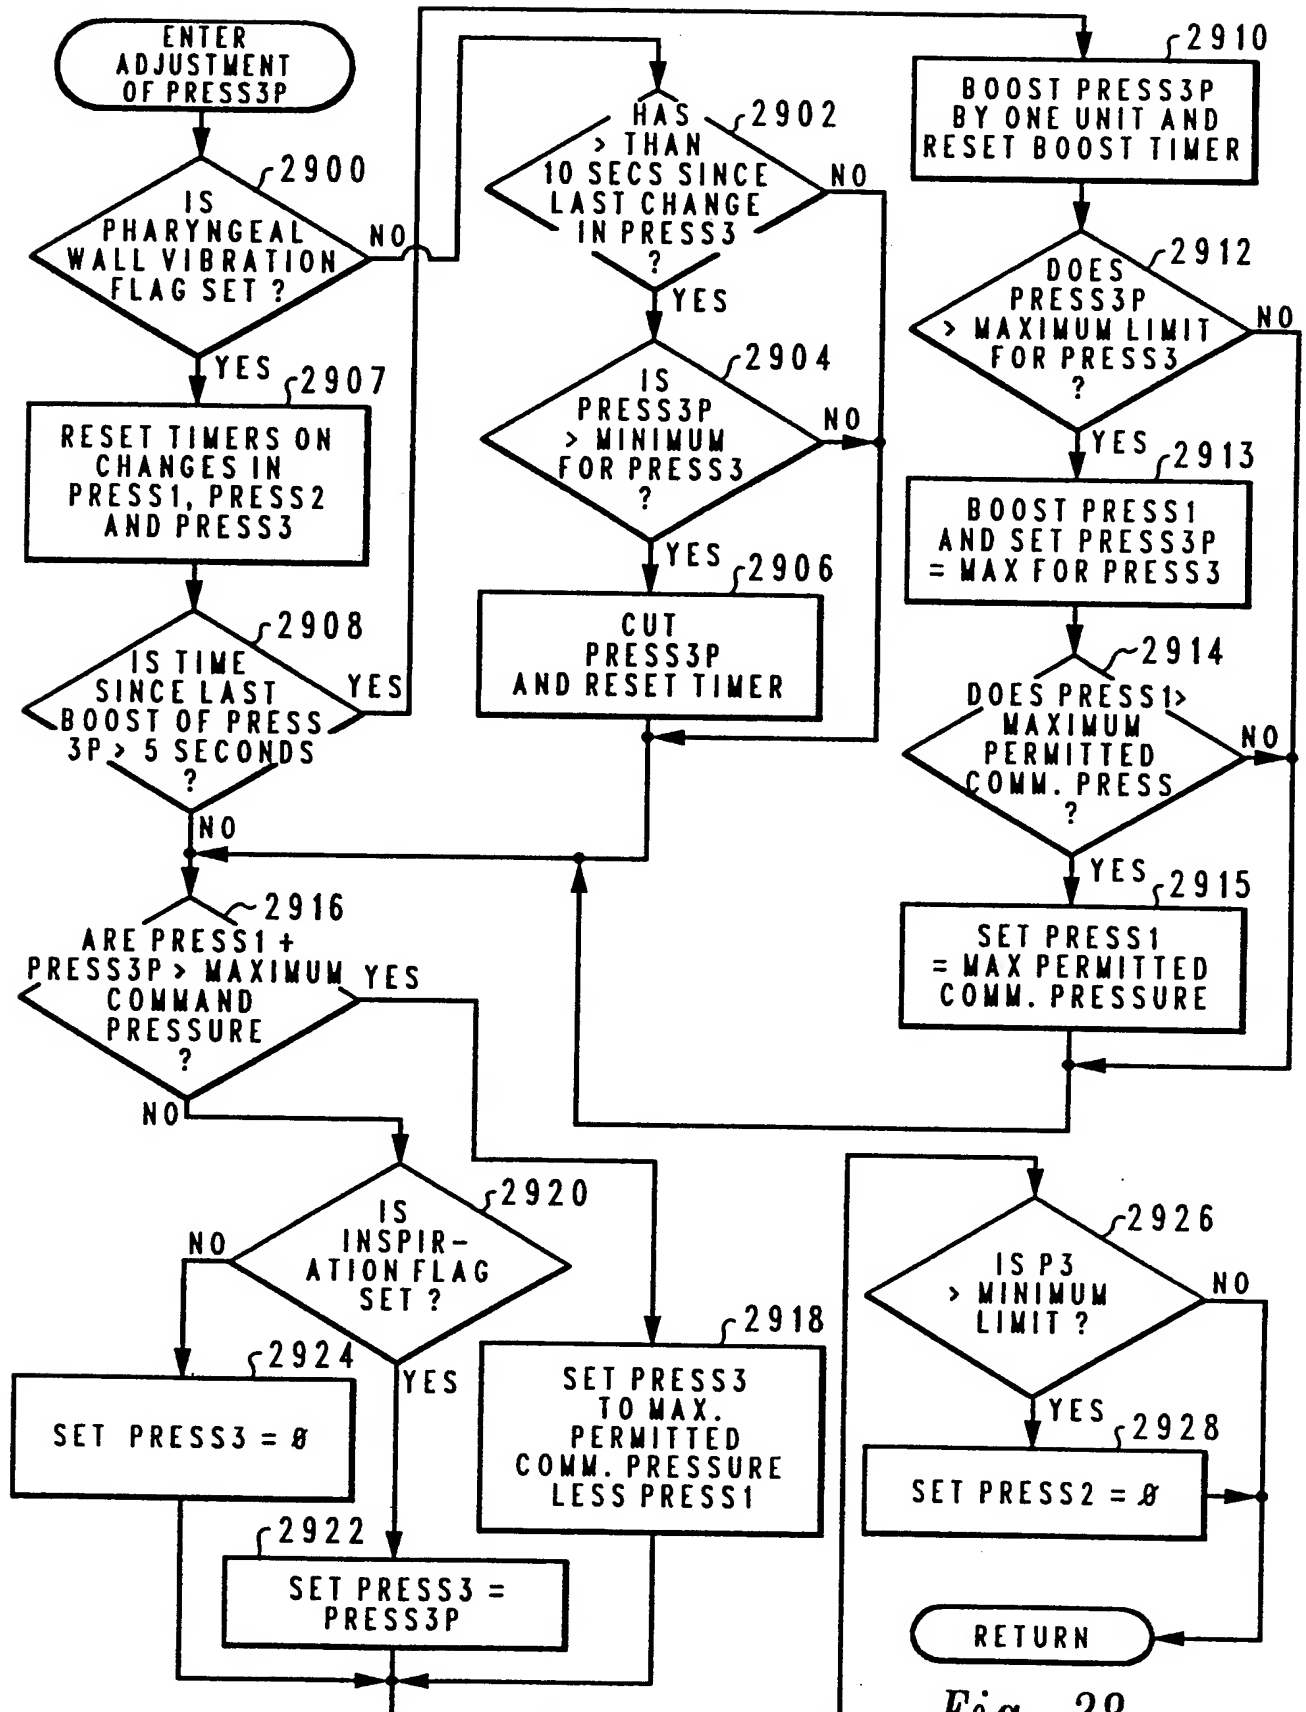 ENTER
ADJUSTMENT
OF PRESS3P
2900
IS
PHARYNGEAL
WALL VIBRATION
FLAG SET ?
NO
YES
2907
RESET TIMERS ON
CHANGES IN
PRESS1, PRESS2
AND PRESS3
2908
IS TIME
SINCE LAST
BOOST OF PRESS
3P > 5 SECONDS
?
YES
NO
2902
HAS
> THAN
10 SECS SINCE
LAST CHANGE
IN PRESS3
?
NO
YES
2904
IS
PRESS3P
> MINIMUM
FOR PRESS3
?
NO
YES
2906
CUT
PRESS3P
AND RESET TIMER
2910
BOOST PRESS3P
BY ONE UNIT AND
RESET BOOST TIMER
2912
DOES
PRESS3P
> MAXIMUM LIMIT
FOR PRESS3
?
NO
YES
2913
BOOST PRESS1
AND SET PRESS3P
= MAX FOR PRESS3
2914
DOES PRESS1>
MAXIMUM
PERMITTED
COMM. PRESS
?
NO
YES
2915
SET PRESS1
= MAX PERMITTED
COMM. PRESSURE
2916
ARE PRESS1 +
PRESS3P > MAXIMUM
COMMAND
PRESSURE
?
YES
NO
2920
IS
INSPIR-
ATION FLAG
SET ?
NO
YES
2924
SET PRESS3 = 0
2922
SET PRESS3 =
PRESS3P
2918
SET PRESS3
TO MAX.
PERMITTED
COMM. PRESSURE
LESS PRESS1
2926
IS P3
> MINIMUM
LIMIT ?
NO
YES
2928
SET PRESS2 = 0
RETURN
Fig. 29